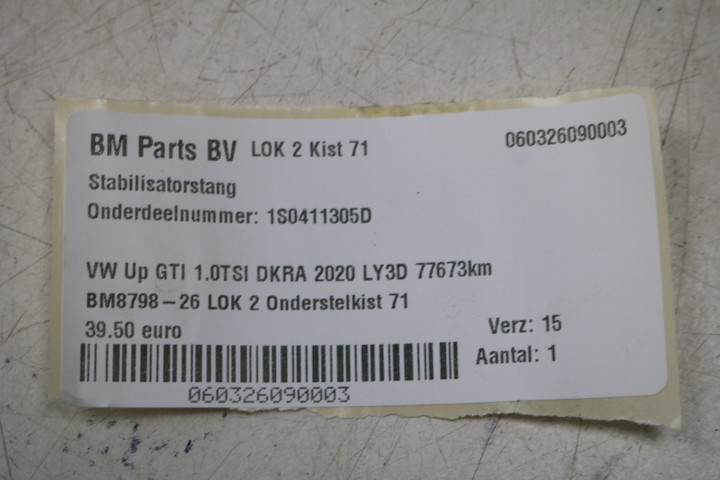 BM Parts BV LOK 2 Kist 71 060326090003
Stabilisatorstang
Onderdeelnummer: 1S0411305D
VW Up GTI 1.0TSI DKRA 2020 LY3D 77673km
BM8798-26 LOK 2 Onderstelkist 71
39.50 euro Verz: 15
Aantal: 1
060326090003